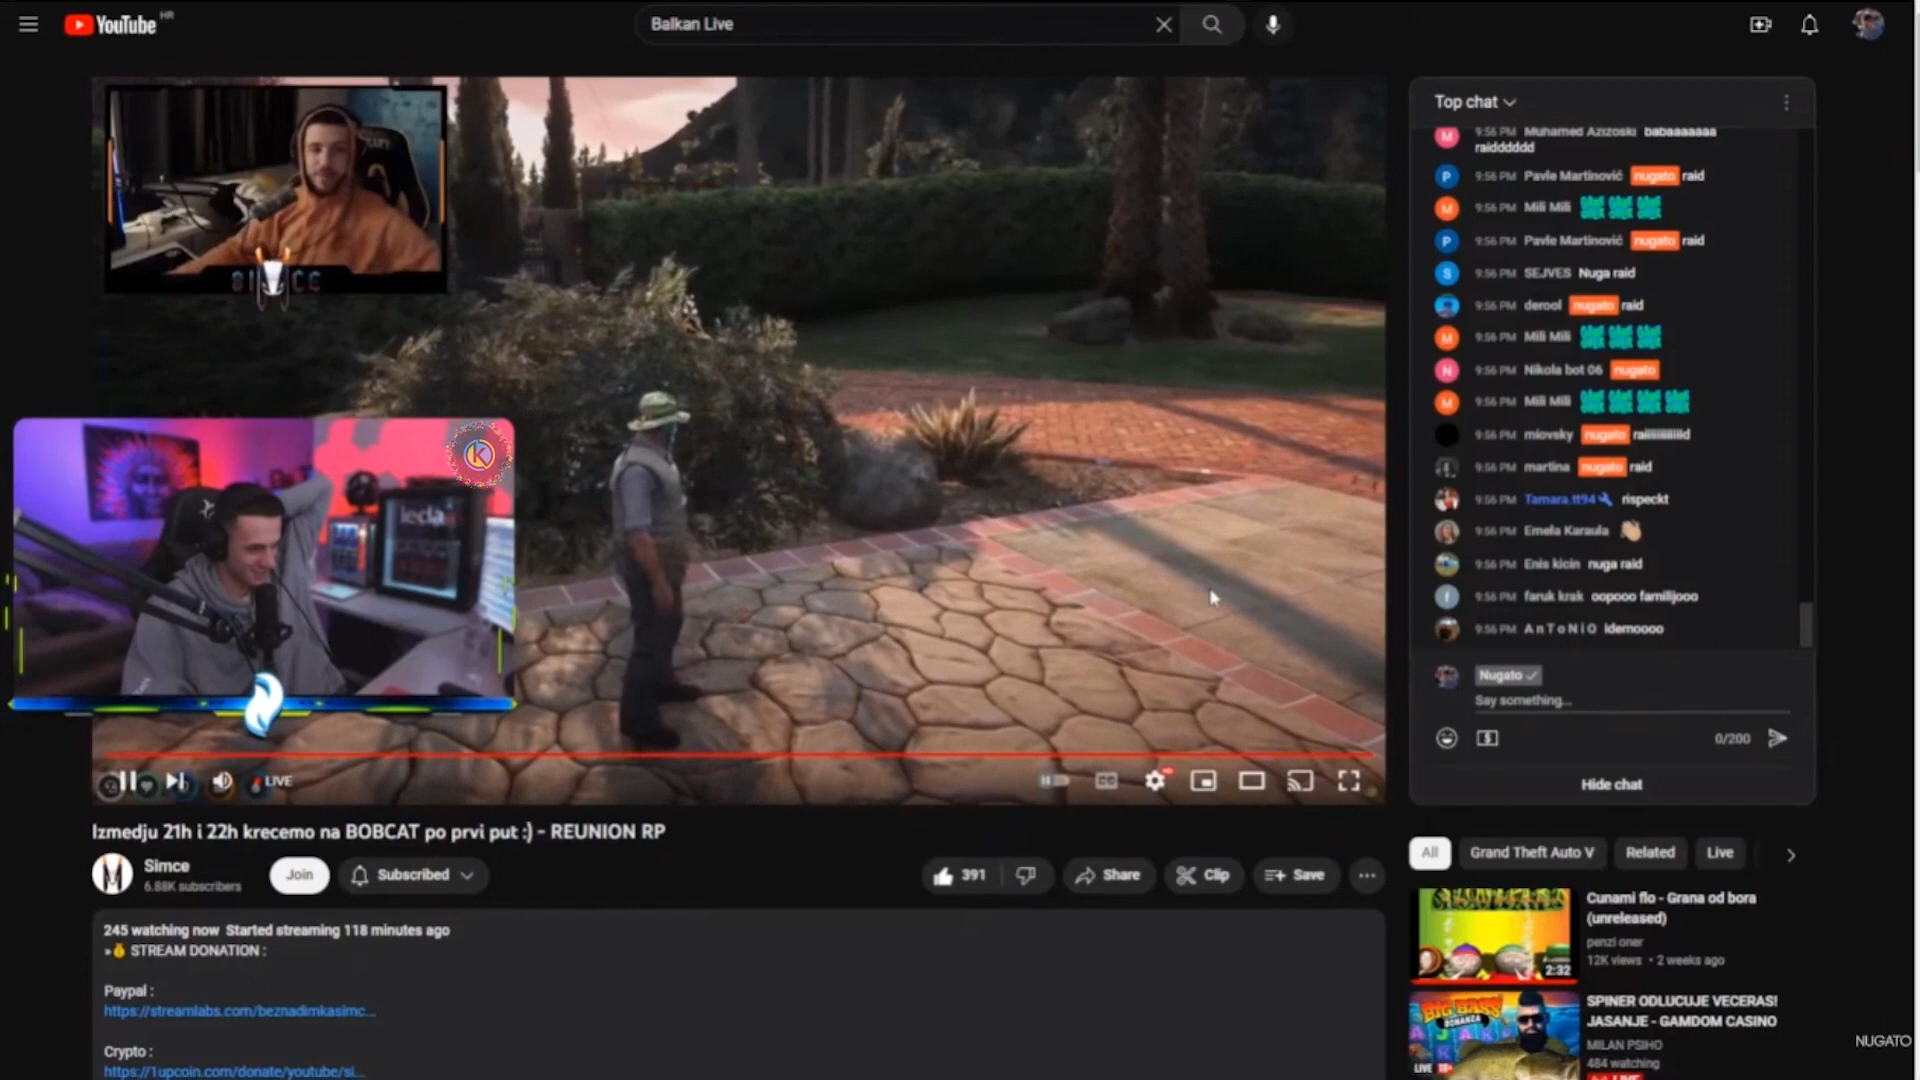 YouTube HR
Balkan Live
Top chat
9:56 PM Muhamed Azizoski babaaaaaaa
raidddddd
9:56 PM Pavle Martinović nugato raid
9:56 PM Mili Mili
9:56 PM Pavle Martinović nugato raid
9:56 PM SEJVES Nuga raid
9:56 PM derool nugato raid
9:56 PM Mili Mili
9:56 PM Nikola bot 06 nugato
9:56 PM Mili Mili
9:56 PM miovsky nugato
9:56 PM martina nugato raid
9:56 PM Tamara.tt94 rispeckt
9:56 PM Emela Karaula
9:56 PM Enis kicin nuga raid
9:56 PM faruk krak oopooo familijooo
9:56 PM A n T o N i O idemoooo
Nugato
Say something...
0/200
Hide chat
LIVE
Izmedju 21h i 22h krecemo na BOBCAT po prvi put :) - REUNION RP
Simce
6.88K subscribers
Join
Subscribed
391
Share
Clip
Save
245 watching now Started streaming 118 minutes ago
» STREAM DONATION :
Paypal :
https://streamlabs.com/beznadimkasimc...
Crypto :
https://1upcoin.com/donate/youtube/si...
All
Grand Theft Auto V
Related
Live
Cunami flo - Grana od bora
(unreleased)
penzi oner
12K views • 2 weeks ago
2:32
SPINER ODLUCUJE VECERAS!
JASANJE - GAMDOM CASINO
MILAN PSIHO
484 watching
LIVE
BIG BASS
BONANZA
LIVE 18+
NUGATO